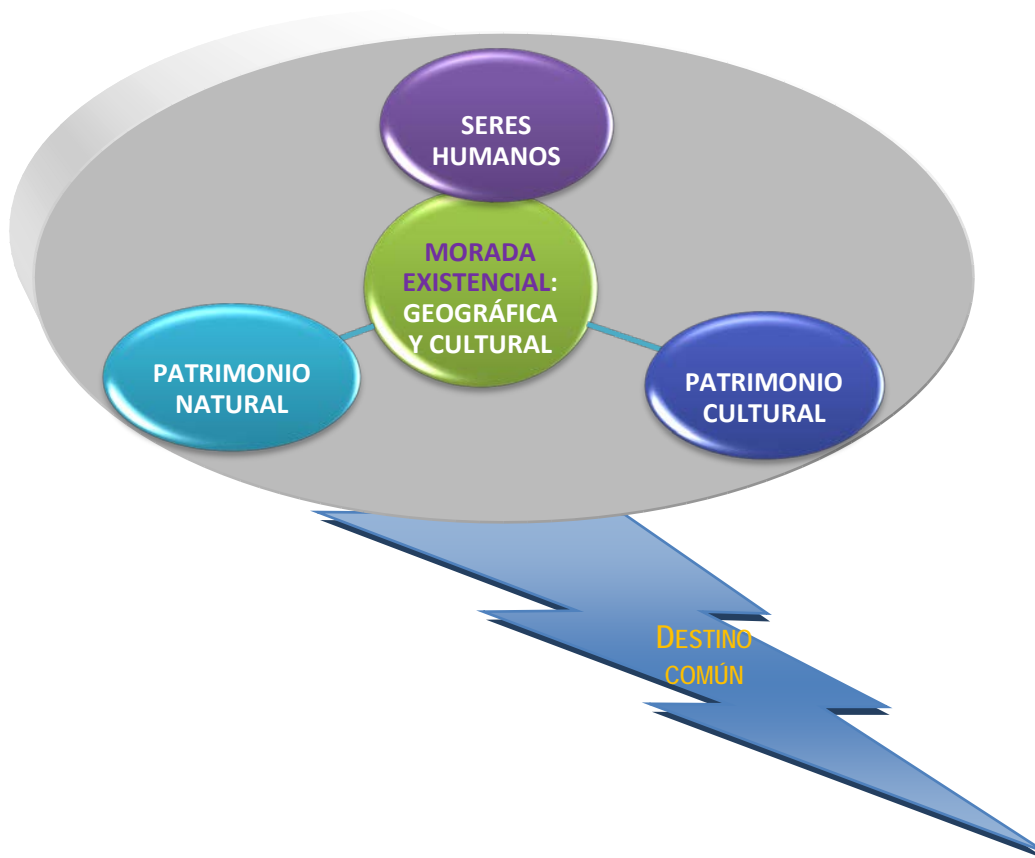 SERES
HUMANOS
MORADA
EXISTENCIAL:
GEOGRÁFICA
Y CULTURAL
PATRIMONIO
NATURAL
PATRIMONIO
CULTURAL
DESTINO
COMÚN